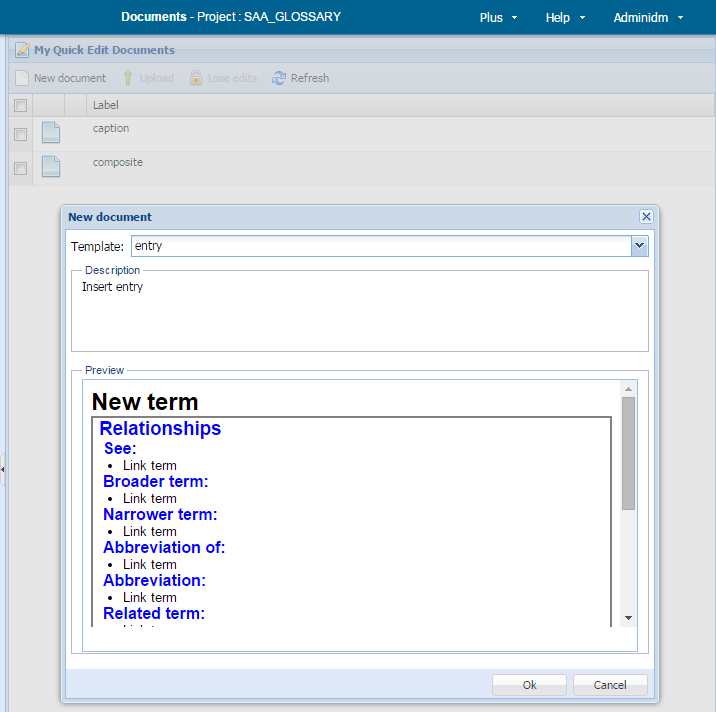 Documents - Project : SAA_GLOSSARY Plus Help Adminidm
My Quick Edit Documents
New document Upload Lose edits Refresh
Label
caption
composite
New document
Template: entry
Description
Insert entry
Preview
New term
Relationships
See:
• Link term
Broader term:
• Link term
Narrower term:
• Link term
Abbreviation of:
• Link term
Abbreviation:
• Link term
Related term:
Ok Cancel